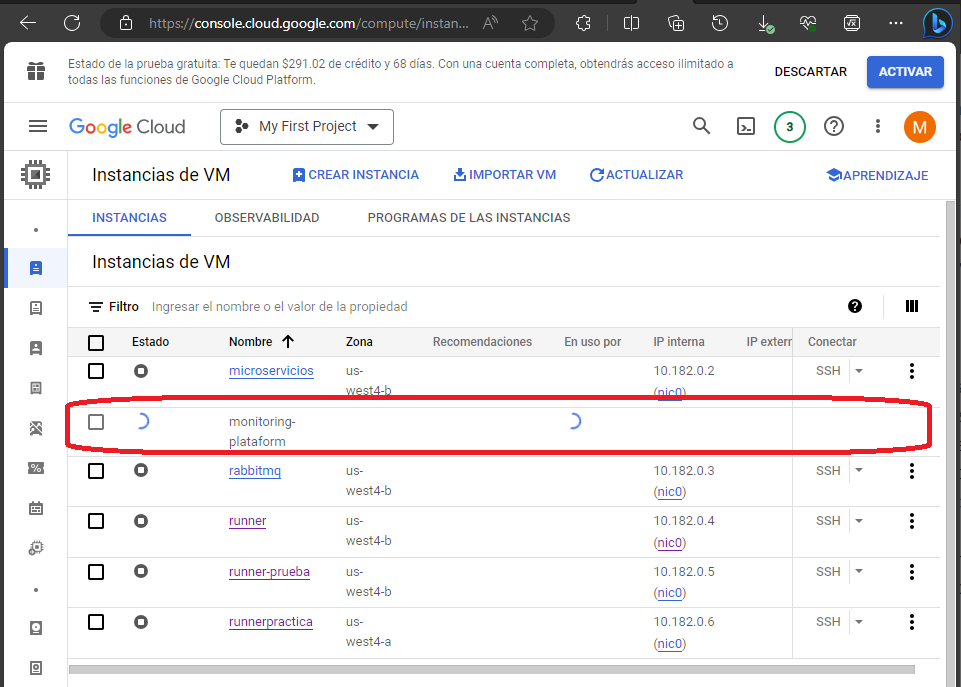 https://console.cloud.google.com/compute/instan...
Estado de la prueba gratuita: Te quedan $291.02 de crédito y 68 días. Con una cuenta completa, obtendrás acceso ilimitado a
todas las funciones de Google Cloud Platform.
DESCARTAR
ACTIVAR
Google Cloud
My First Project
3
M
Instancias de VM
CREAR INSTANCIA
IMPORTAR VM
ACTUALIZAR
APRENDIZAJE
INSTANCIAS
OBSERVABILIDAD
PROGRAMAS DE LAS INSTANCIAS
Instancias de VM
Filtro
Ingresar el nombre o el valor de la propiedad
Estado
Nombre
Zona
Recomendaciones
En uso por
IP interna
IP extern
Conectar
microservicios
us-
west4-b
10.182.0.2
(nic0)
SSH
monitoring-
plataform
rabbitmq
us-
west4-b
10.182.0.3
(nic0)
SSH
runner
us-
west4-b
10.182.0.4
(nic0)
SSH
runner-prueba
us-
west4-b
10.182.0.5
(nic0)
SSH
runnerpractica
us-
west4-a
10.182.0.6
(nic0)
SSH